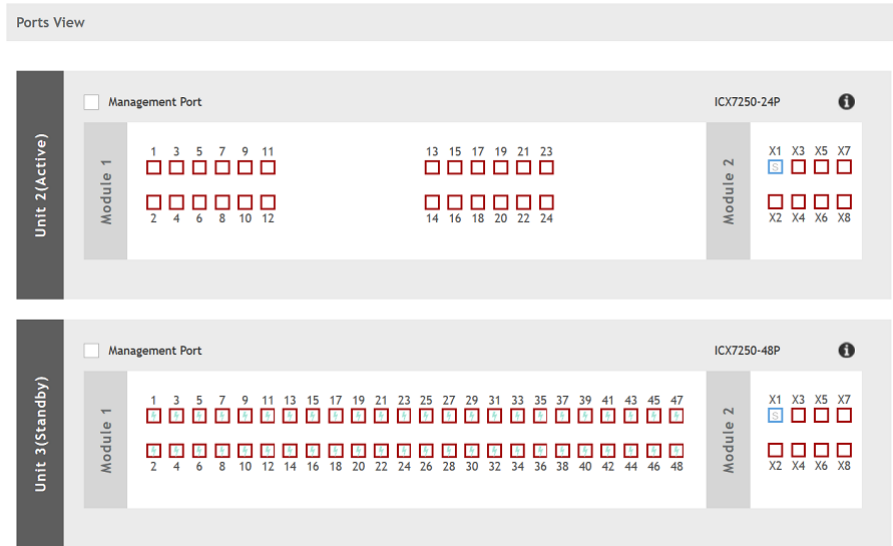 Ports View
Unit 2(Active)
Management Port ICX7250-24P i
Module 1
1 3 5 7 9 11 13 15 17 19 21 23
2 4 6 8 10 12 14 16 18 20 22 24
Module 2
X1 X3 X5 X7
S
X2 X4 X6 X8
Unit 3(Standby)
Management Port ICX7250-48P i
Module 1
1 3 5 7 9 11 13 15 17 19 21 23 25 27 29 31 33 35 37 39 41 43 45 47
2 4 6 8 10 12 14 16 18 20 22 24 26 28 30 32 34 36 38 40 42 44 46 48
Module 2
X1 X3 X5 X7
S
X2 X4 X6 X8